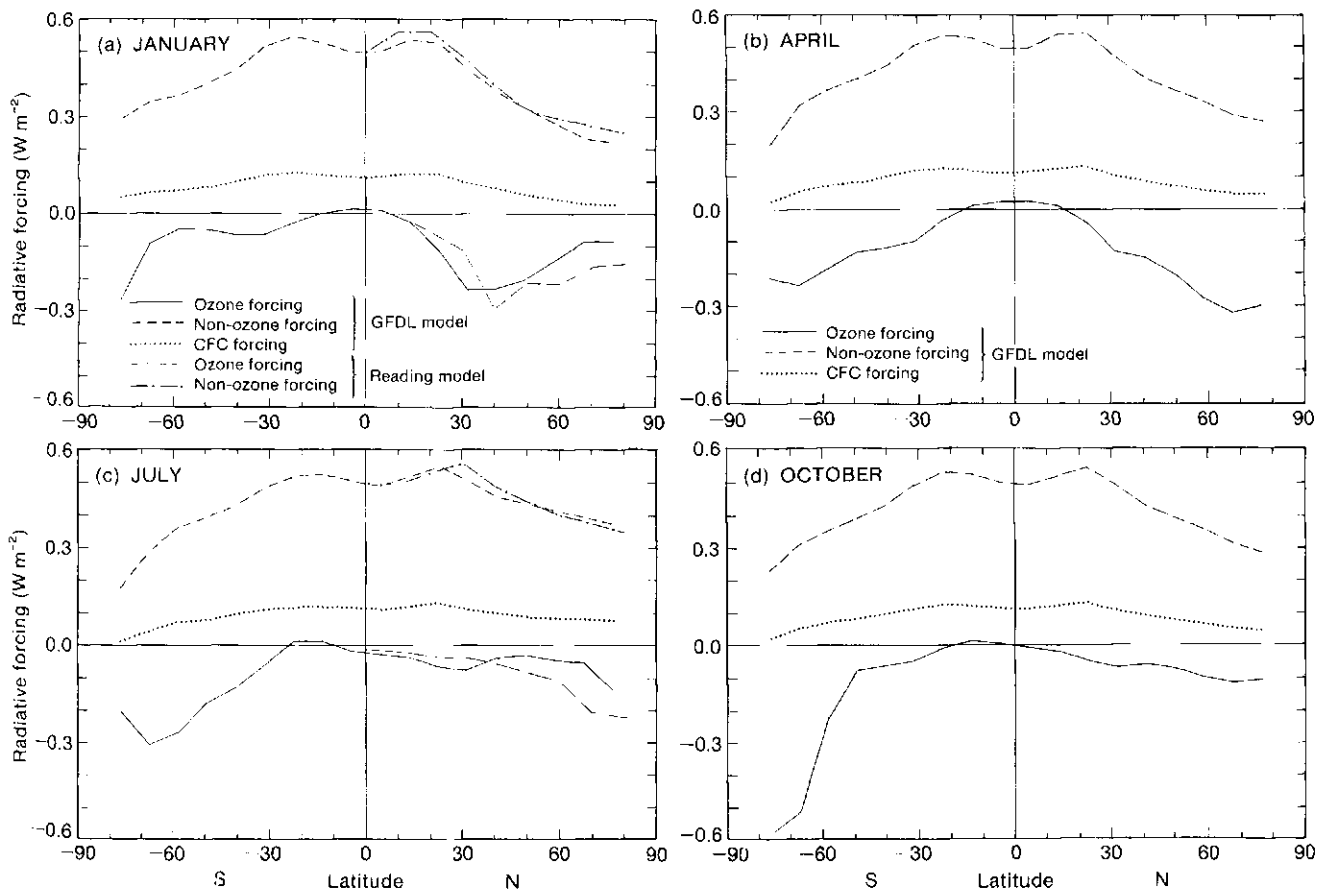 (a) JANUARY
Radiative forcing (W m⁻²)
0.6
0.3
0.0
−0.3
−0.6
−90
−60
−30
0
30
60
90
Ozone forcing
Non-ozone forcing
CFC forcing
GFDL model
Ozone forcing
Non-ozone forcing
Reading model
(b) APRIL
0.6
0.3
0.0
−0.3
−0.6
−90
−60
−30
0
30
60
90
Ozone forcing
Non-ozone forcing
CFC forcing
GFDL model
(c) JULY
Radiative forcing (W m⁻²)
0.6
0.3
0.0
−0.3
−0.6
−90
−60
−30
0
30
60
90
S Latitude N
(d) OCTOBER
0.6
0.3
0.0
−0.3
−0.6
−90
−60
−30
0
30
60
90
S Latitude N